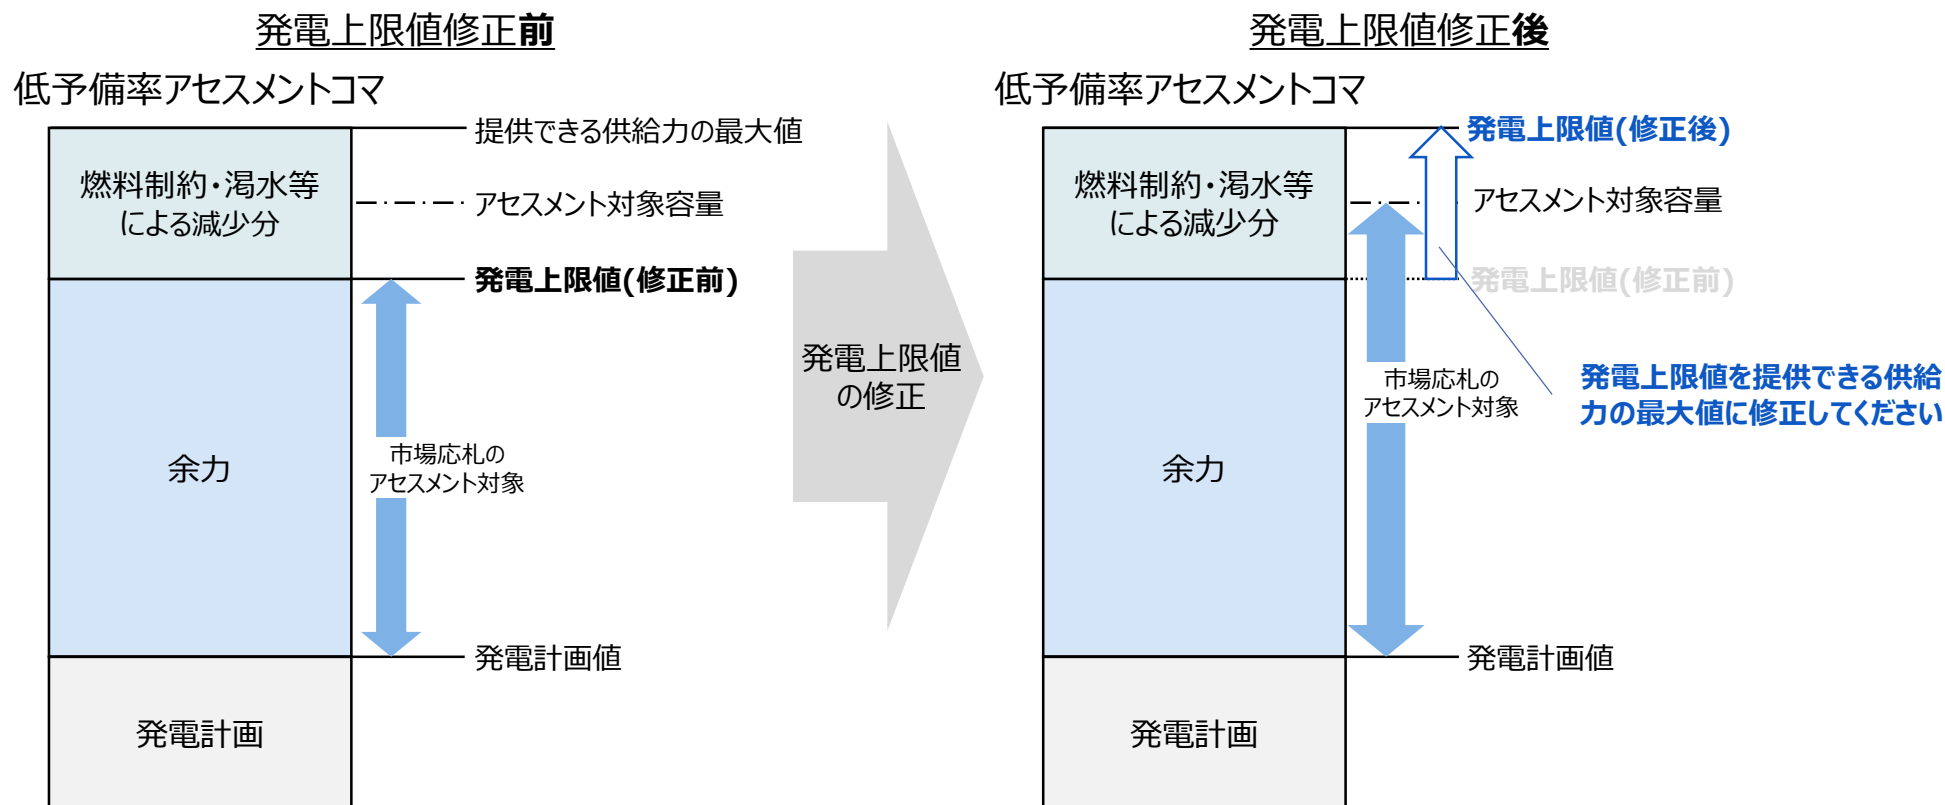 発電上限値修正前
低予備率アセスメントコマ
提供できる供給力の最大値
燃料制約・渇水等
による減少分
アセスメント対象容量
発電上限値(修正前)
市場応札の
アセスメント対象
余力
発電計画値
発電計画
発電上限値
の修正
発電上限値修正後
低予備率アセスメントコマ
発電上限値(修正後)
燃料制約・渇水等
による減少分
アセスメント対象容量
発電上限値(修正前)
発電上限値を提供できる供給
力の最大値に修正してください
市場応札の
アセスメント対象
余力
発電計画値
発電計画